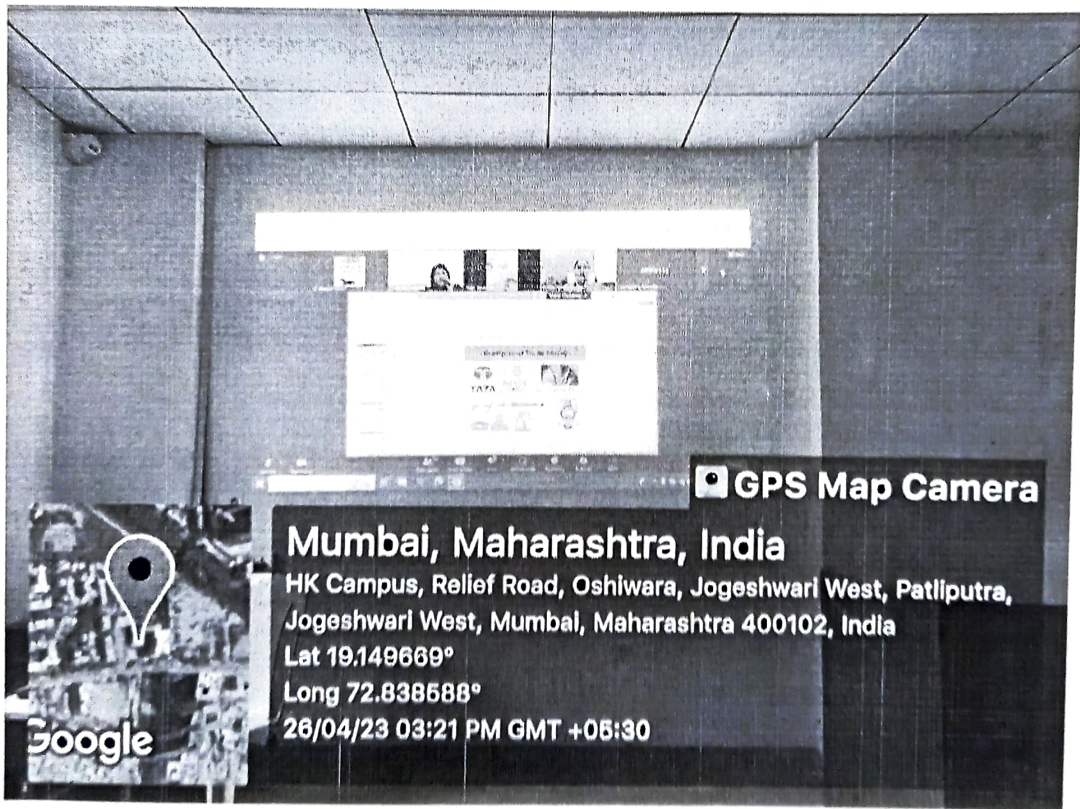 TATA
GPS Map Camera
Mumbai, Maharashtra, India
HK Campus, Relief Road, Oshiwara, Jogeshwari West, Patliputra,
Jogeshwari West, Mumbai, Maharashtra 400102, India
Lat 19.149669°
Long 72.838588°
26/04/23 03:21 PM GMT +05:30
Google